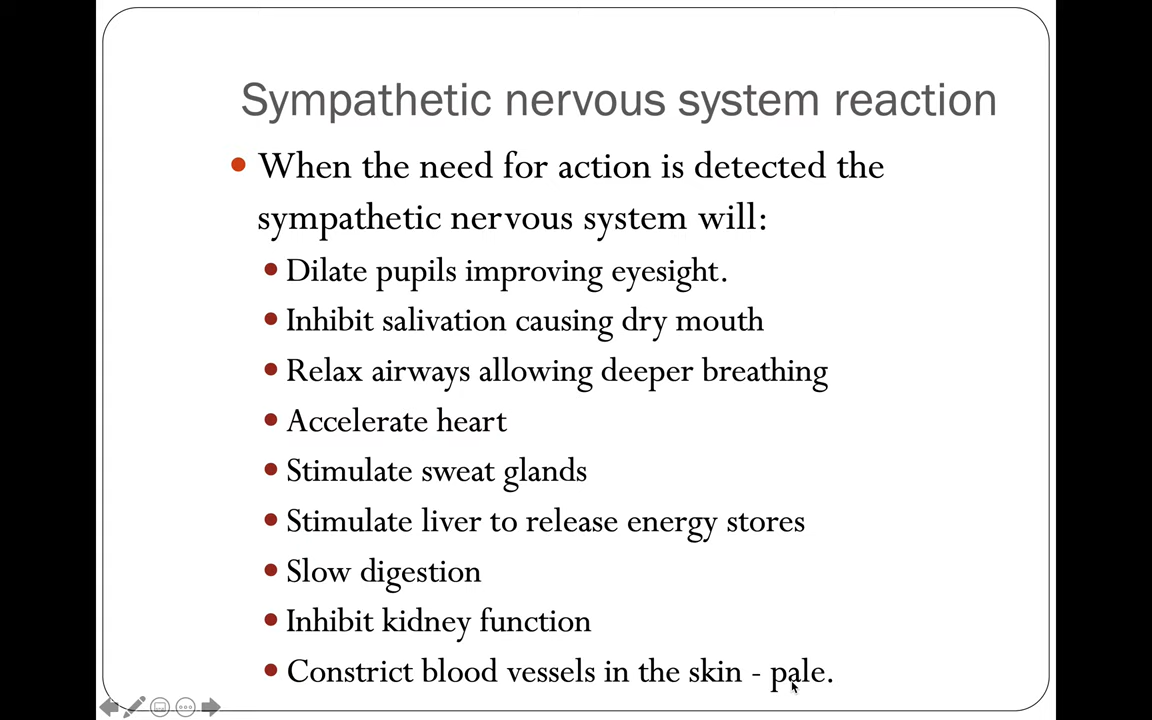 Sympathetic nervous system reaction
• When the need for action is detected the
sympathetic nervous system will:
• Dilate pupils improving eyesight.
• Inhibit salivation causing dry mouth
• Relax airways allowing deeper breathing
• Accelerate heart
• Stimulate sweat glands
• Stimulate liver to release energy stores
• Slow digestion
• Inhibit kidney function
• Constrict blood vessels in the skin - pale.